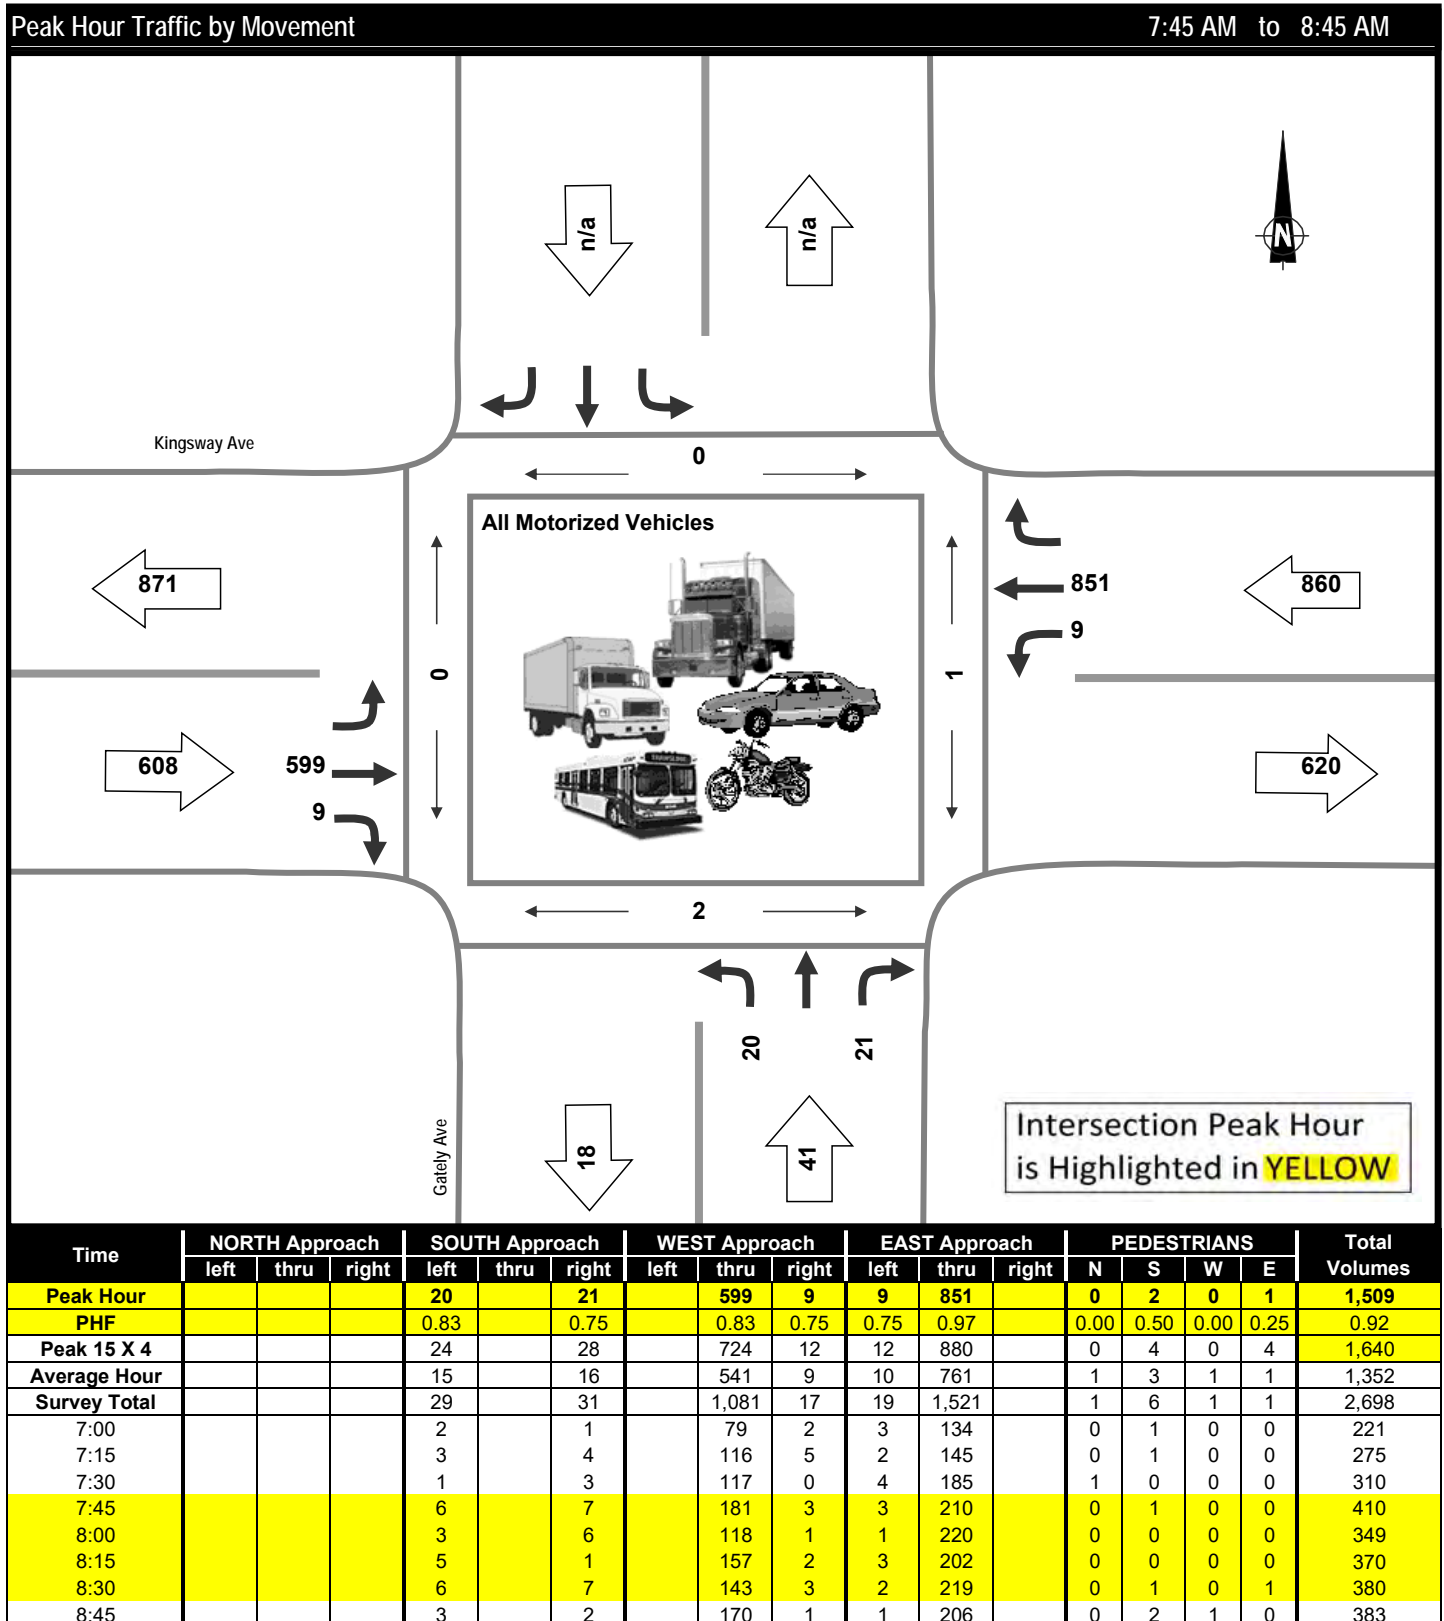 Peak Hour Traffic by Movement 7:45 AM to 8:45 AM
n/a n/a
N
Kingsway Ave
0
All Motorized Vehicles
871 851 860
9
0 1
608 599 620
9
2
20 21
Gately Ave 18 41
Intersection Peak Hour
is Highlighted in YELLOW
Time NORTH Approach SOUTH Approach WEST Approach EAST Approach PEDESTRIANS Total Volumes
left thru right left thru right left thru right left thru right N S W E
Peak Hour 20 21 599 9 9 851 0 2 0 1 1,509
PHF 0.83 0.75 0.83 0.75 0.75 0.97 0.00 0.50 0.00 0.25 0.92
Peak 15 X 4 24 28 724 12 12 880 0 4 0 4 1,640
Average Hour 15 16 541 9 10 761 1 3 1 1 1,352
Survey Total 29 31 1,081 17 19 1,521 1 6 1 1 2,698
7:00 2 1 79 2 3 134 0 1 0 0 221
7:15 3 4 116 5 2 145 0 1 0 0 275
7:30 1 3 117 0 4 185 1 0 0 0 310
7:45 6 7 181 3 3 210 0 1 0 0 410
8:00 3 6 118 1 1 220 0 0 0 0 349
8:15 5 1 157 2 3 202 0 0 0 0 370
8:30 6 7 143 3 2 219 0 1 0 1 380
8:45 3 2 170 1 1 206 0 2 1 0 383